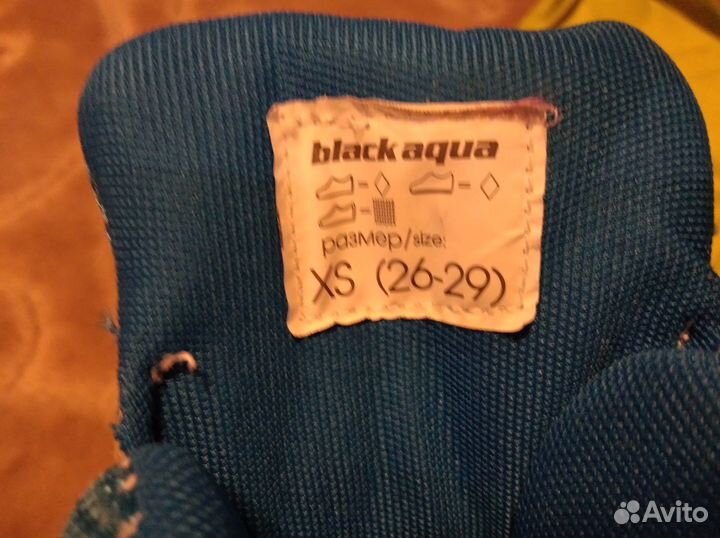 black aqua
=
=
=
размер/size:
XS (26-29)
Avito